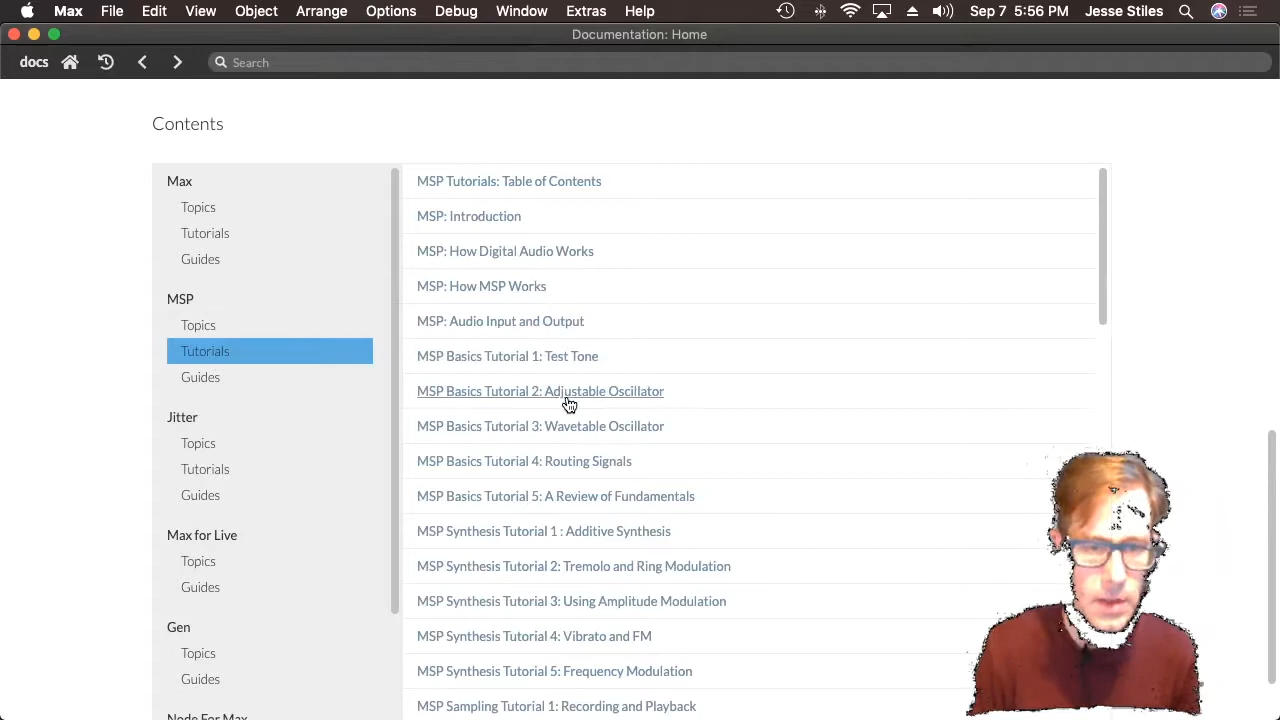 Max File Edit View Object Arrange Options Debug Window Extras Help Sep 7 5:56 PM Jesse Stiles
Documentation: Home
docs Search
Contents
Max
Topics
Tutorials
Guides
MSP
Topics
Tutorials
Guides
Jitter
Topics
Tutorials
Guides
Max for Live
Topics
Guides
Gen
Topics
Guides
Node For Max
MSP Tutorials: Table of Contents
MSP: Introduction
MSP: How Digital Audio Works
MSP: How MSP Works
MSP: Audio Input and Output
MSP Basics Tutorial 1: Test Tone
MSP Basics Tutorial 2: Adjustable Oscillator
MSP Basics Tutorial 3: Wavetable Oscillator
MSP Basics Tutorial 4: Routing Signals
MSP Basics Tutorial 5: A Review of Fundamentals
MSP Synthesis Tutorial 1 : Additive Synthesis
MSP Synthesis Tutorial 2: Tremolo and Ring Modulation
MSP Synthesis Tutorial 3: Using Amplitude Modulation
MSP Synthesis Tutorial 4: Vibrato and FM
MSP Synthesis Tutorial 5: Frequency Modulation
MSP Sampling Tutorial 1: Recording and Playback